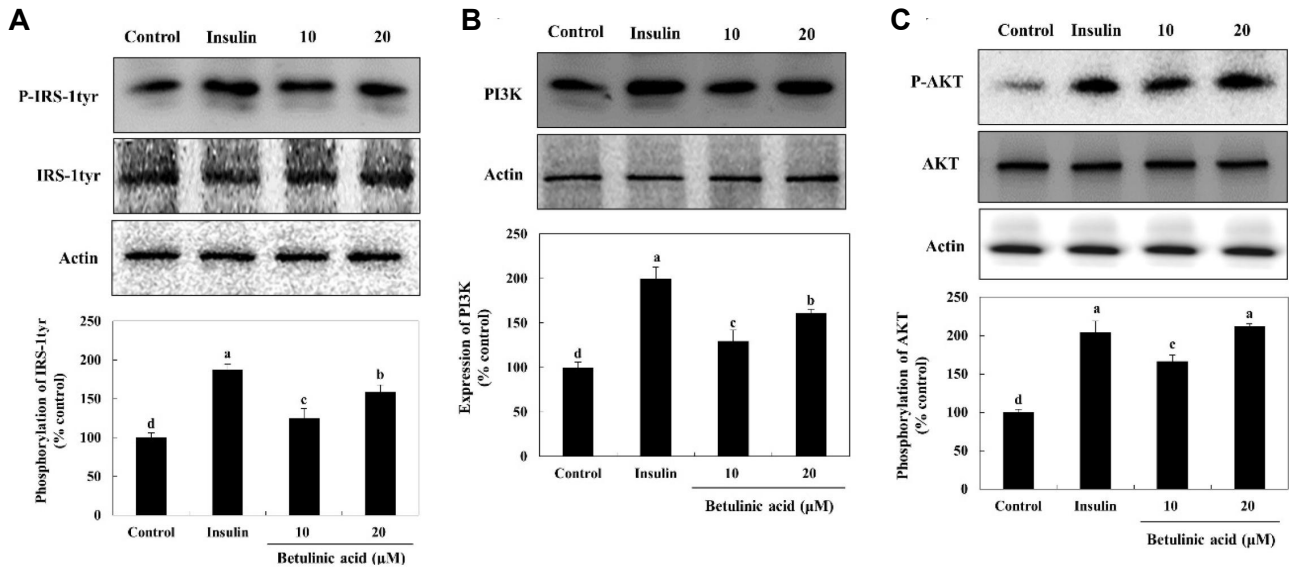 A
Control Insulin 10 20
P-IRS-1tyr
IRS-1tyr
Actin
Phosphorylation of IRS-1tyr
(% control)
250
200
150
100
50
0
d
a
c
b
Control Insulin 10 20
Betulinic acid (µM)
B
Control Insulin 10 20
PI3K
Actin
Expression of PI3K
(% control)
250
200
150
100
50
0
d
a
c
b
Control Insulin 10 20
Betulinic acid (µM)
C
Control Insulin 10 20
P-AKT
AKT
Actin
Phosphorylation of AKT
(% control)
250
200
150
100
50
0
d
a
c
a
Control Insulin 10 20
Betulinic acid (µM)